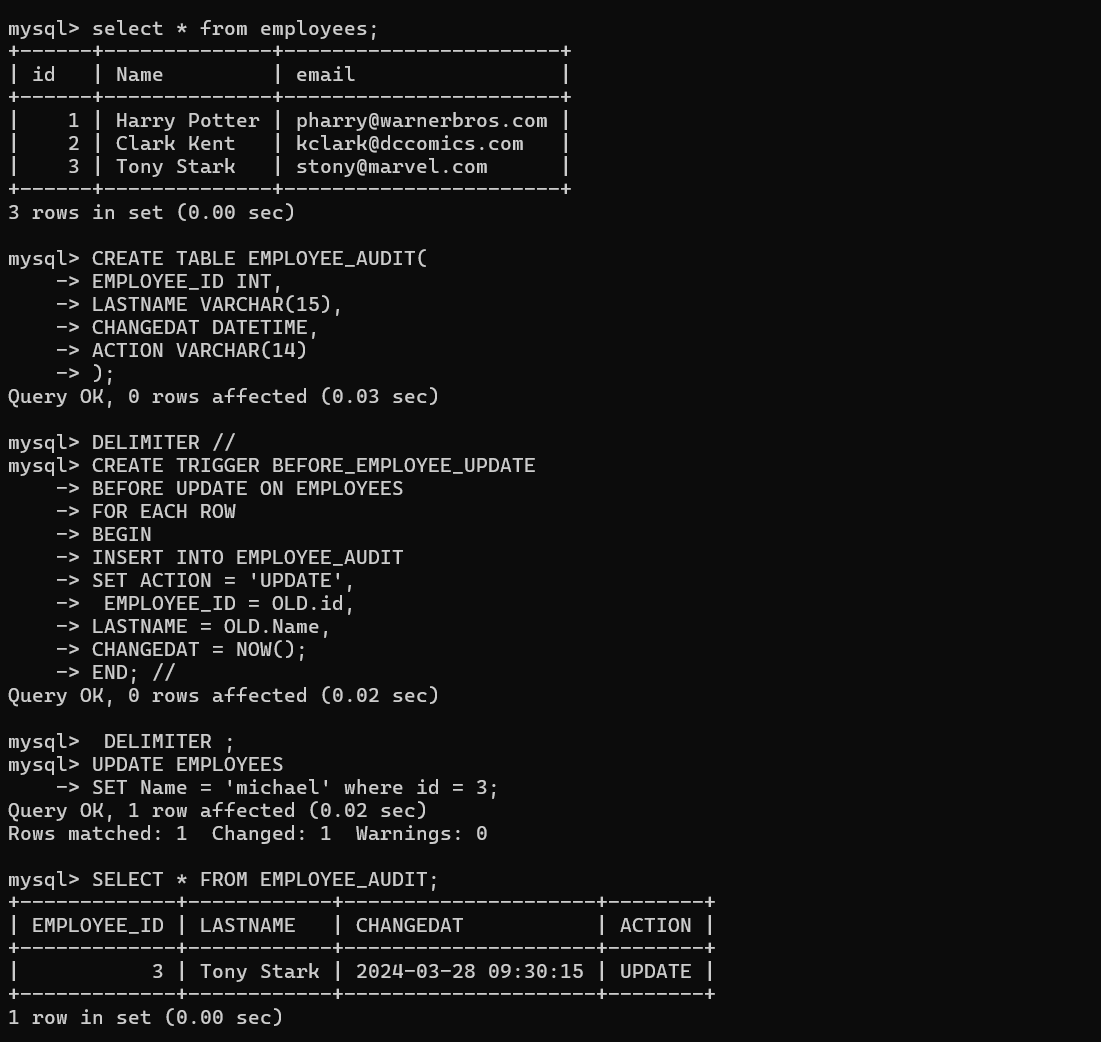 mysql> select * from employees;
+------+--------------+-----------------------+
| id   | Name         | email                 |
+------+--------------+-----------------------+
|    1 | Harry Potter | pharry@warnerbros.com |
|    2 | Clark Kent   | kclark@dccomics.com   |
|    3 | Tony Stark   | stony@marvel.com      |
+------+--------------+-----------------------+
3 rows in set (0.00 sec)

mysql> CREATE TABLE EMPLOYEE_AUDIT(
    -> EMPLOYEE_ID INT,
    -> LASTNAME VARCHAR(15),
    -> CHANGEDAT DATETIME,
    -> ACTION VARCHAR(14)
    -> );
Query OK, 0 rows affected (0.03 sec)

mysql> DELIMITER //
mysql> CREATE TRIGGER BEFORE_EMPLOYEE_UPDATE
    -> BEFORE UPDATE ON EMPLOYEES
    -> FOR EACH ROW
    -> BEGIN
    -> INSERT INTO EMPLOYEE_AUDIT
    -> SET ACTION = 'UPDATE',
    ->  EMPLOYEE_ID = OLD.id,
    -> LASTNAME = OLD.Name,
    -> CHANGEDAT = NOW();
    -> END; //
Query OK, 0 rows affected (0.02 sec)

mysql>  DELIMITER ;
mysql> UPDATE EMPLOYEES
    -> SET Name = 'michael' where id = 3;
Query OK, 1 row affected (0.02 sec)
Rows matched: 1  Changed: 1  Warnings: 0

mysql> SELECT * FROM EMPLOYEE_AUDIT;
+-------------+------------+---------------------+--------+
| EMPLOYEE_ID | LASTNAME   | CHANGEDAT           | ACTION |
+-------------+------------+---------------------+--------+
|           3 | Tony Stark | 2024-03-28 09:30:15 | UPDATE |
+-------------+------------+---------------------+--------+
1 row in set (0.00 sec)